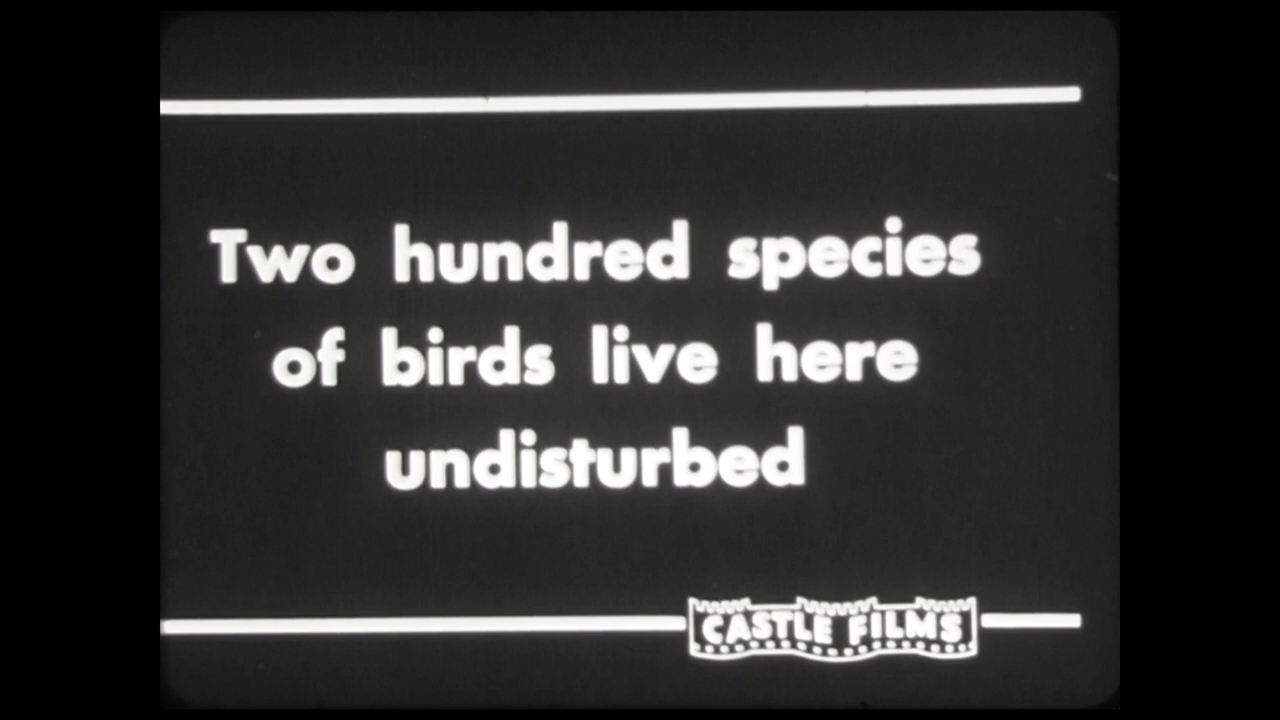 Two hundred species
of birds live here
undisturbed
CASTLE FILMS